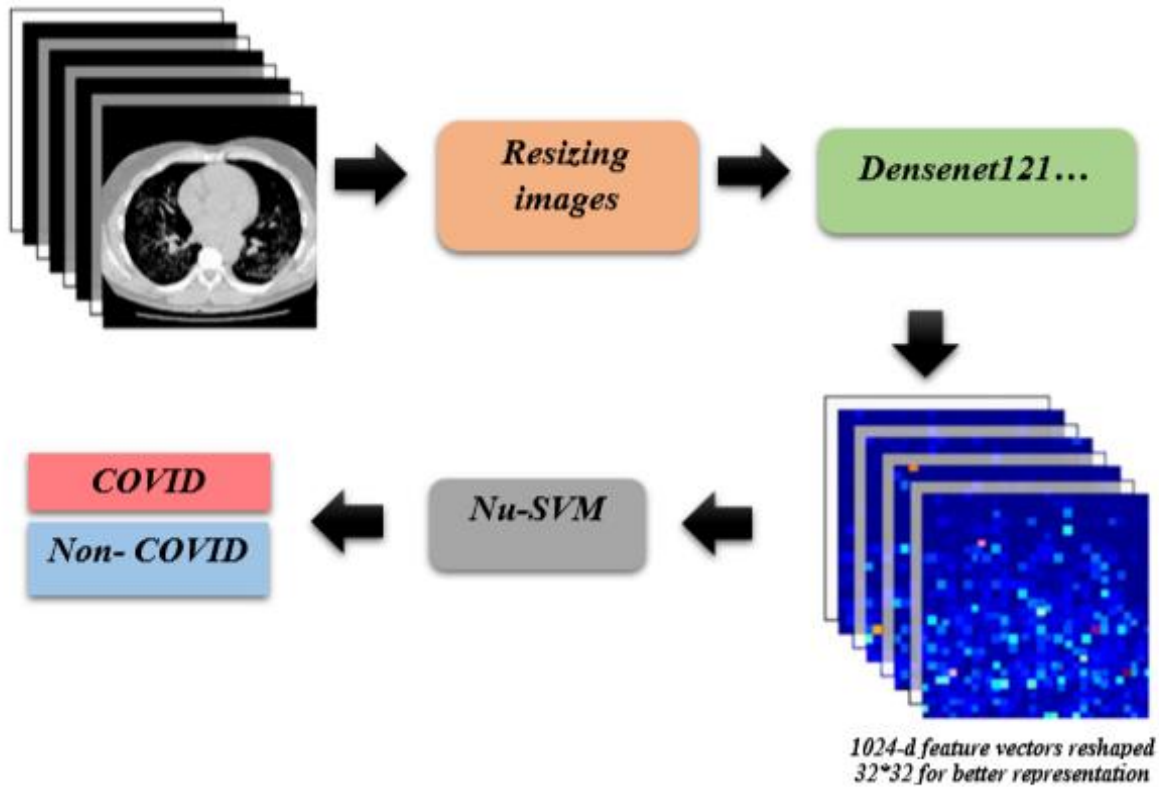 Resizing
images
Densenet121...
1024-d feature vectors reshaped
32*32 for better representation
Nu-SVM
COVID
Non- COVID